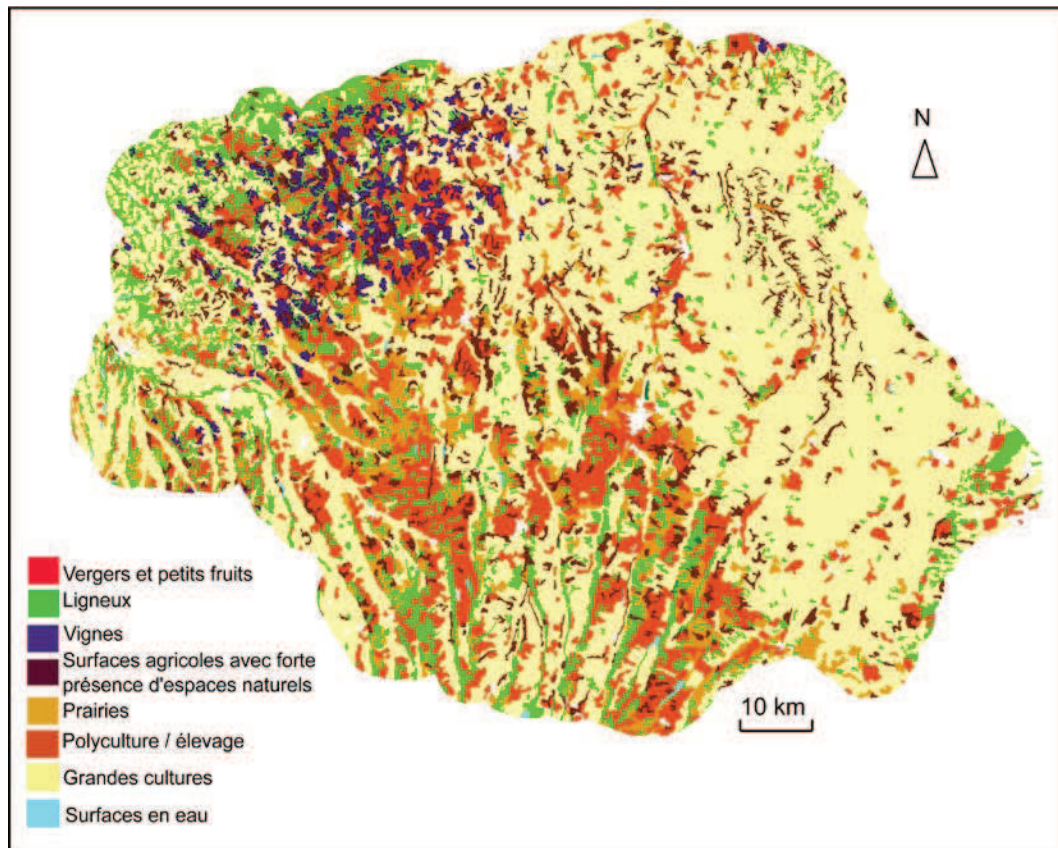 N
Vergers et petits fruits
Ligneux
Vignes
Surfaces agricoles avec forte
présence d'espaces naturels
Prairies
Polyculture / élevage
Grandes cultures
Surfaces en eau
10 km